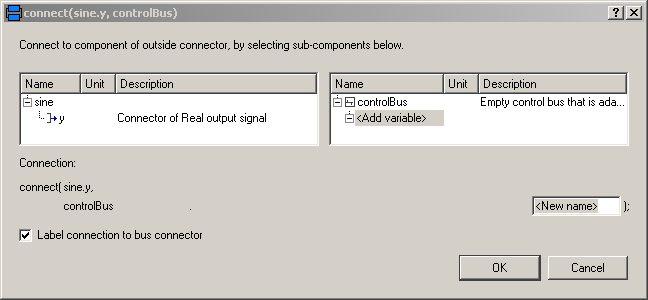 connect(sine.y, controlBus)
Connect to component of outside connector, by selecting sub-components below.
Name Unit Description Name Unit Description
sine controlBus Empty control bus that is ada...
y Connector of Real output signal <Add variable>
Connection:
connect( sine.y,
controlBus . <New name> );
Label connection to bus connector
OK Cancel